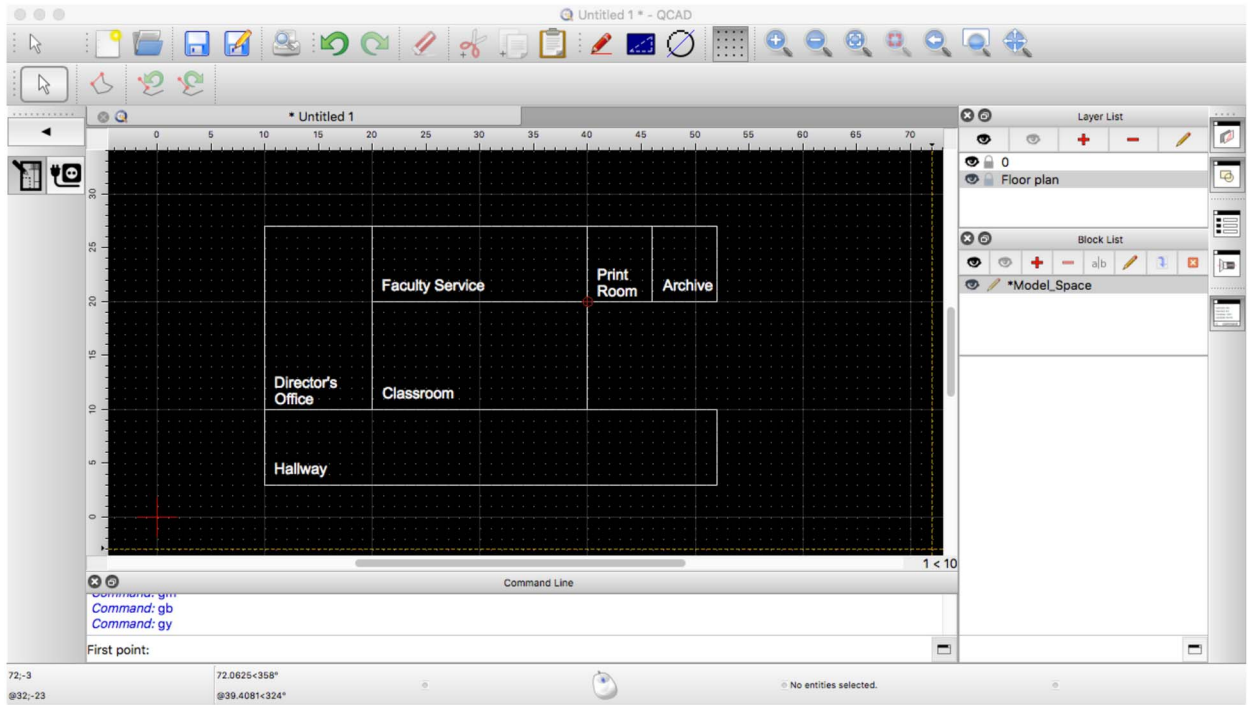 Untitled 1 * - QCAD
* Untitled 1
0 5 10 15 20 25 30 35 40 45 50 55 60 65 70
30
25
20
15
10
5
0
Faculty Service
Print
Room
Archive
Director's
Office
Classroom
Hallway
1 < 10
Layer List
0
Floor plan
Block List
a|b
*Model_Space
Command Line
Command: gm
Command: gb
Command: gy
First point:
72;-3
@32;-23
72.0625<358°
@39.4081<324°
No entities selected.